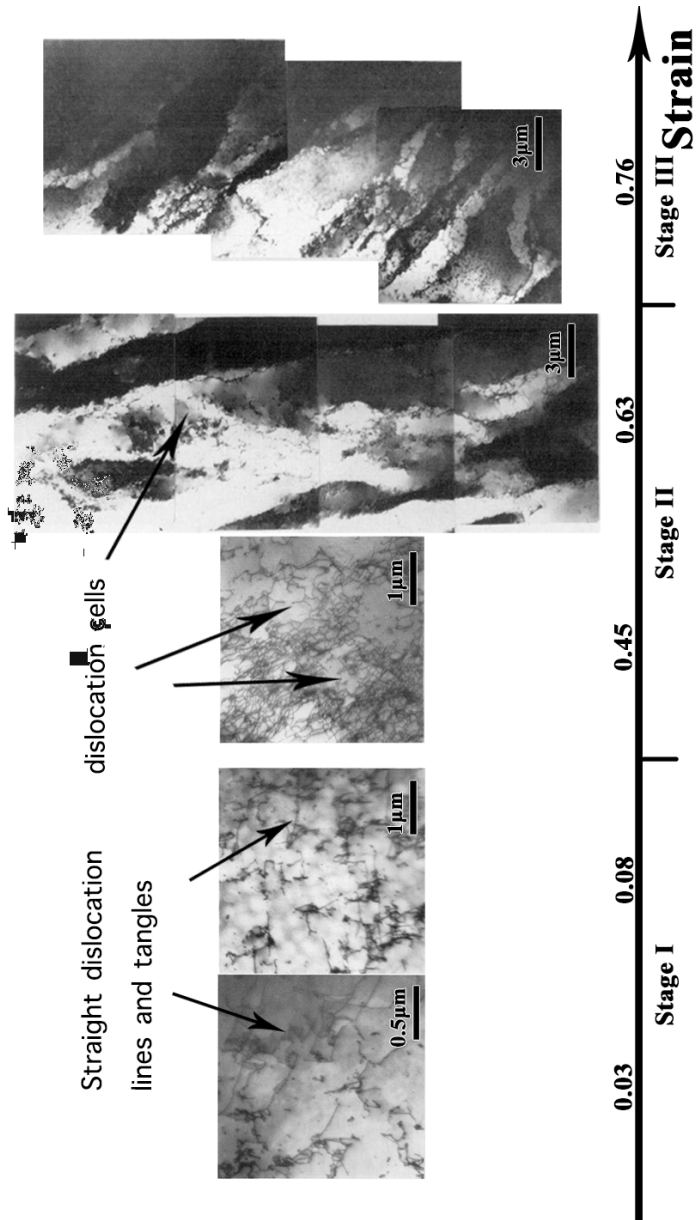 Straight dislocation
lines and tangles
dislocation cells
0.5μm
1μm
1μm
3μm
3μm
0.03
0.08
0.45
0.63
0.76
Stage I
Stage II
Stage III
Strain